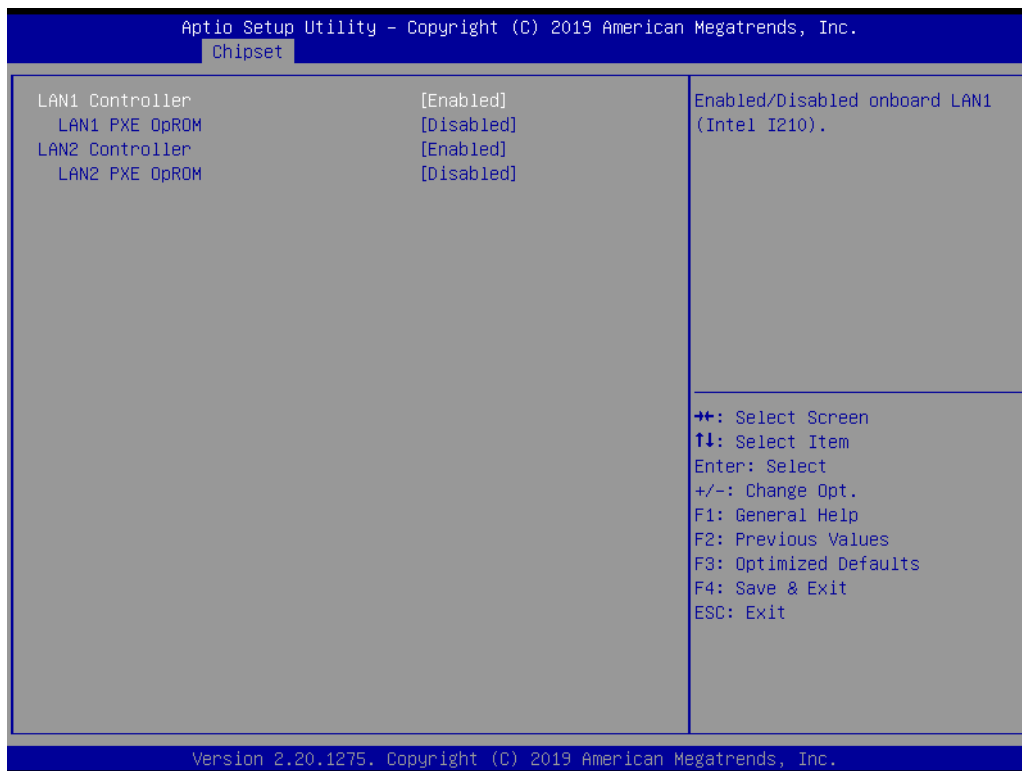 Aptio Setup Utility – Copyright (C) 2019 American Megatrends, Inc.
Chipset
LAN1 Controller [Enabled]
LAN1 PXE OpROM [Disabled]
LAN2 Controller [Enabled]
LAN2 PXE OpROM [Disabled]
Enabled/Disabled onboard LAN1
(Intel I210).
→←: Select Screen
↑↓: Select Item
Enter: Select
+/-: Change Opt.
F1: General Help
F2: Previous Values
F3: Optimized Defaults
F4: Save & Exit
ESC: Exit
Version 2.20.1275. Copyright (C) 2019 American Megatrends, Inc.